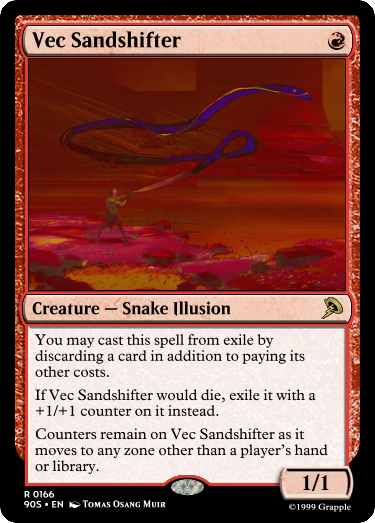 Vec Sandshifter
Creature — Snake Illusion
You may cast this spell from exile by
discarding a card in addition to paying its
other costs.
If Vec Sandshifter would die, exile it with a
+1/+1 counter on it instead.
Counters remain on Vec Sandshifter as it
moves to any zone other than a player's hand
or library.
1/1
R 0166
90S • EN Tomas Osang Muir
©1999 Grapple